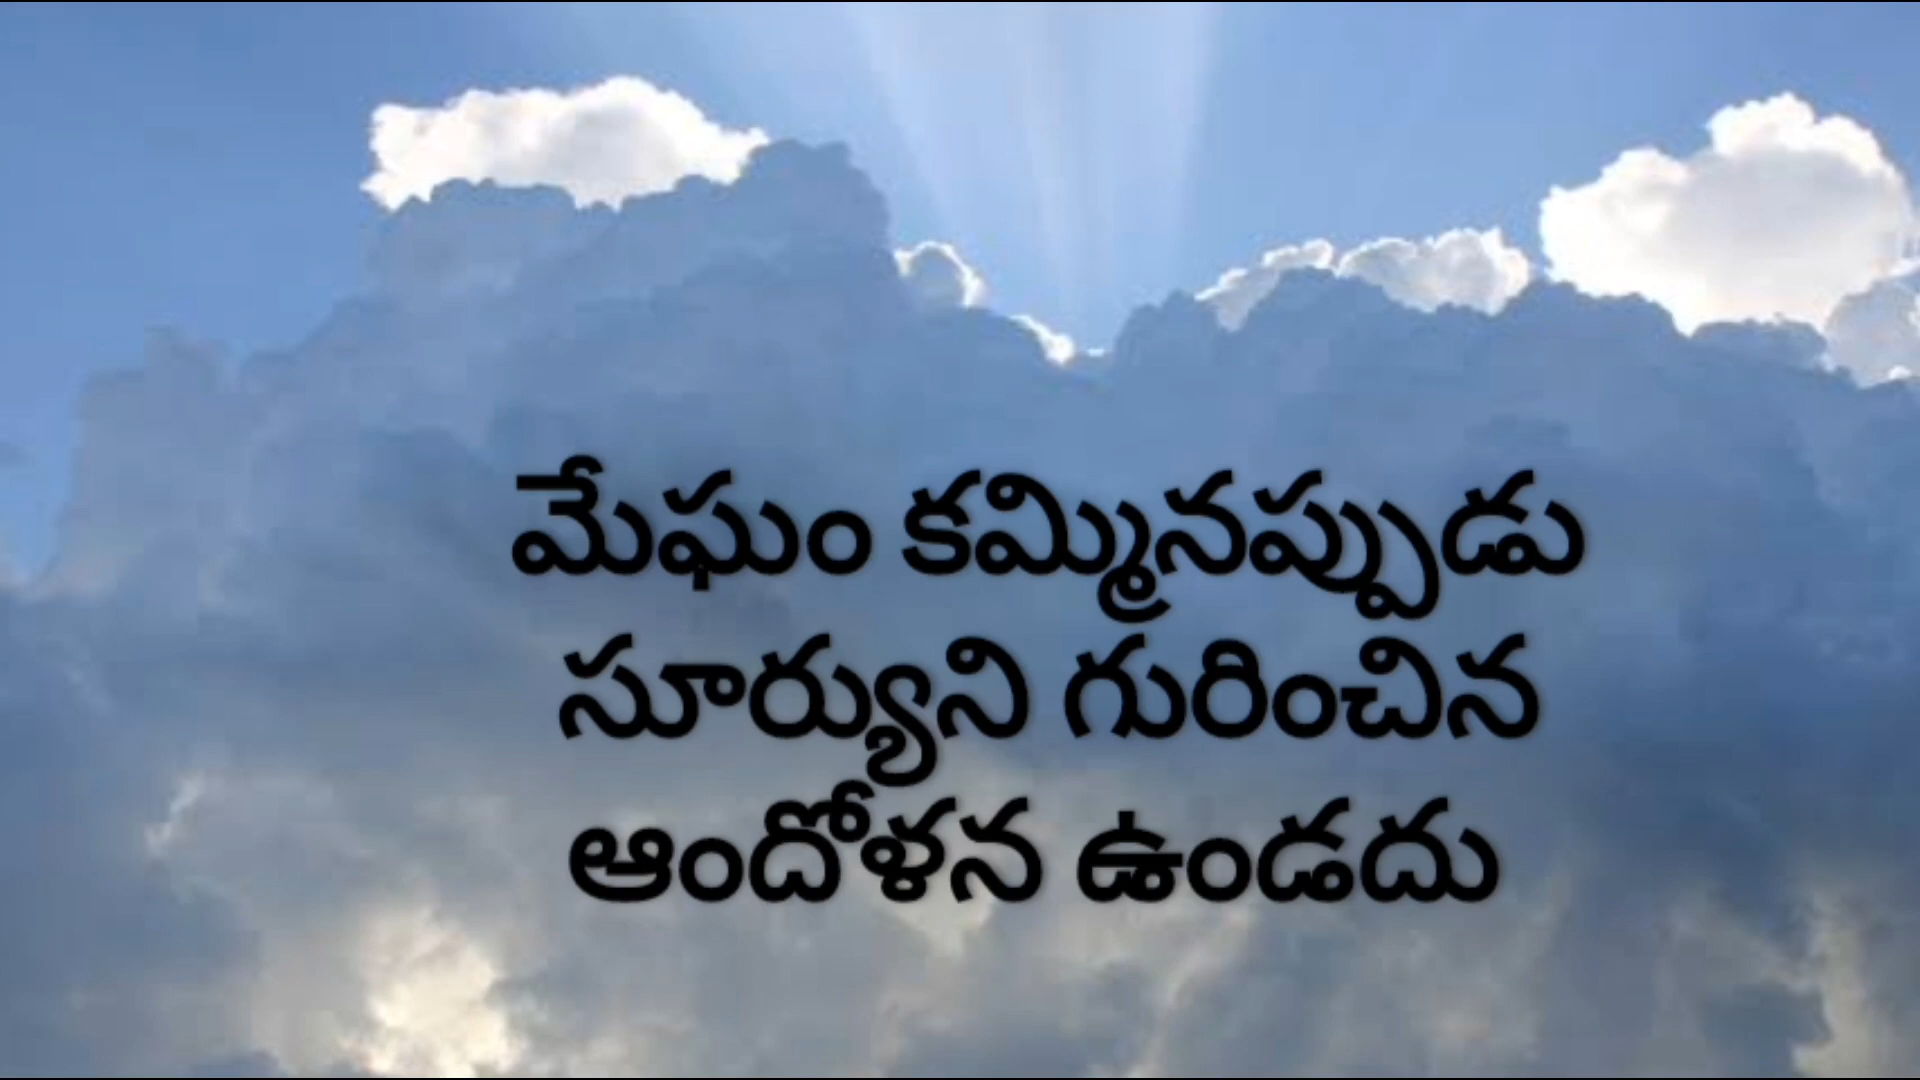 మేఘం కమ్మినప్పుడు
సూర్యుని గురించిన
ఆందోళన ఉండదు